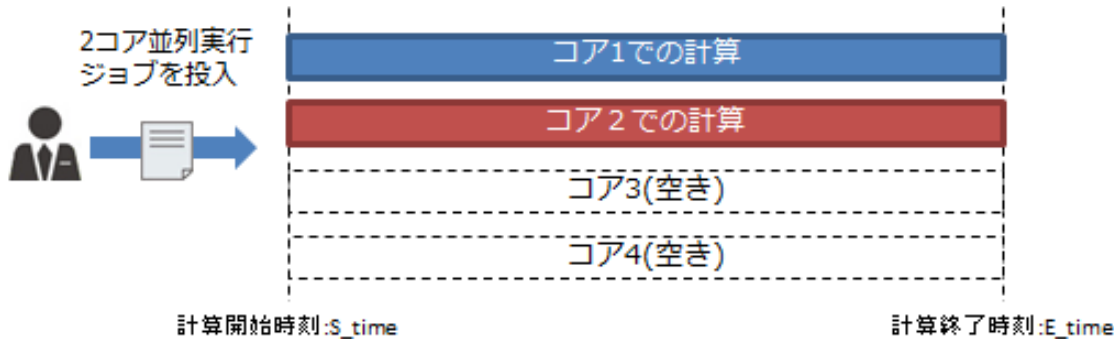 2コア並列実行
ジョブを投入
コア1での計算
コア２での計算
コア3(空き)
コア4(空き)
計算開始時刻:S_time
計算終了時刻:E_time